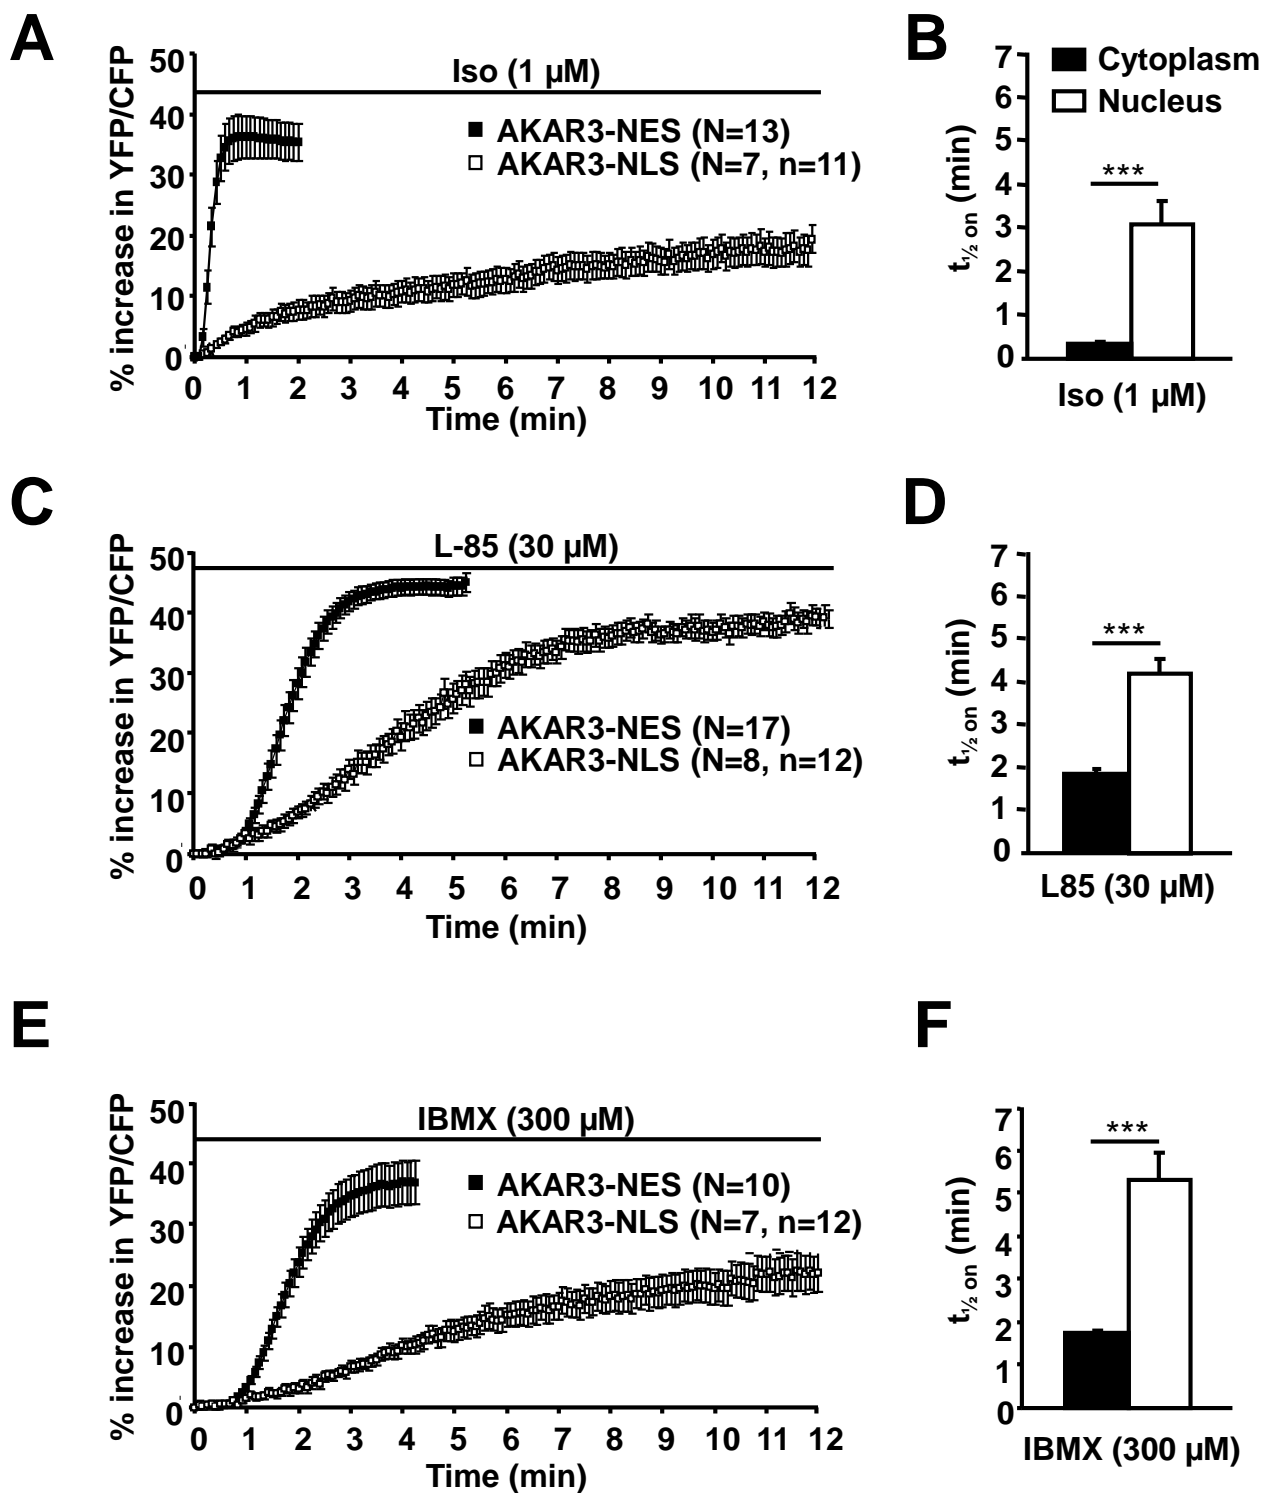 A
% increase in YFP/CFP
50
40
30
20
10
0
Iso (1 µM)
AKAR3-NES (N=13)
AKAR3-NLS (N=7, n=11)
0 1 2 3 4 5 6 7 8 9 10 11 12
Time (min)
B
t½ on (min)
7
6
5
4
3
2
1
0
Cytoplasm
Nucleus
***
Iso (1 µM)
C
% increase in YFP/CFP
50
40
30
20
10
0
L-85 (30 µM)
AKAR3-NES (N=17)
AKAR3-NLS (N=8, n=12)
0 1 2 3 4 5 6 7 8 9 10 11 12
Time (min)
D
t½ on (min)
7
6
5
4
3
2
1
0
***
L85 (30 µM)
E
% increase in YFP/CFP
50
40
30
20
10
0
IBMX (300 µM)
AKAR3-NES (N=10)
AKAR3-NLS (N=7, n=12)
0 1 2 3 4 5 6 7 8 9 10 11 12
Time (min)
F
t½ on (min)
7
6
5
4
3
2
1
0
***
IBMX (300 µM)